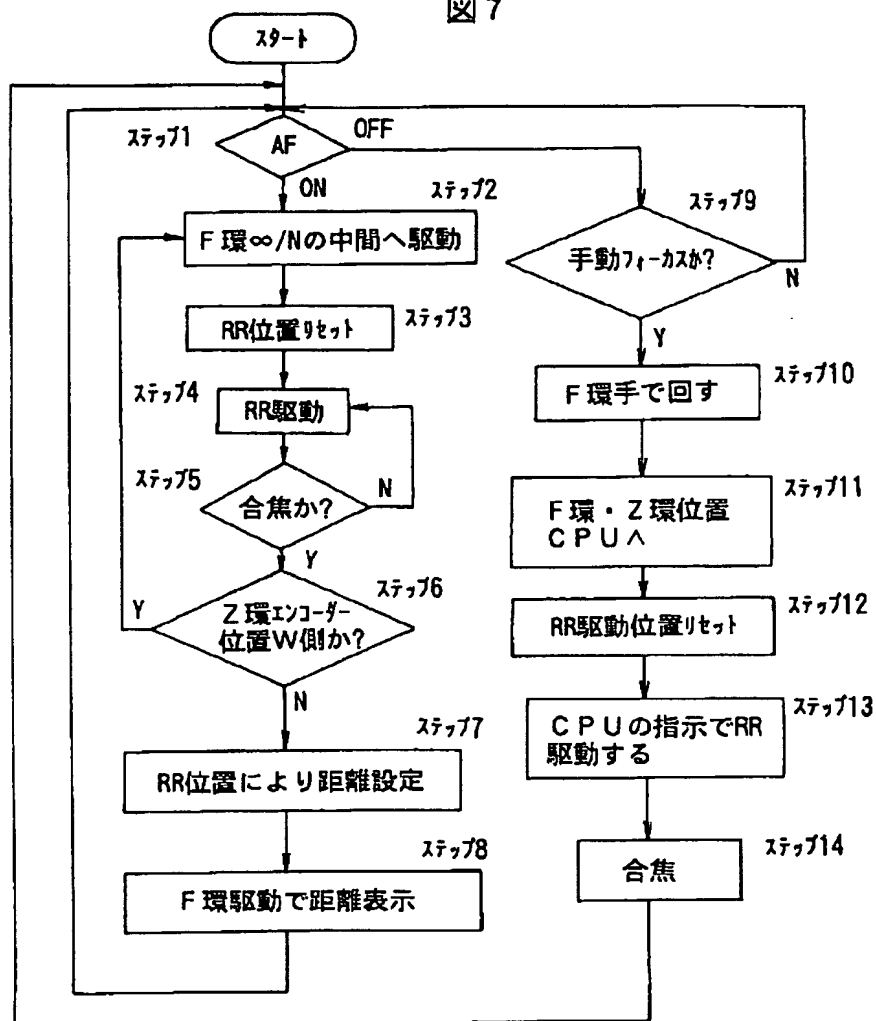 図7
スタート
ステップ1
AF
OFF
ON
ステップ2
F環∞/Nの中間へ駆動
RR位置リセット
ステップ3
ステップ4
RR駆動
ステップ5
合焦か?
N
Y
ステップ6
Z環エンコーダー
位置W側か?
Y
N
ステップ7
RR位置により距離設定
ステップ8
F環駆動で距離表示
ステップ9
手動フォーカスか?
N
Y
ステップ10
F環手で回す
ステップ11
F環・Z環位置
CPUへ
ステップ12
RR駆動位置リセット
ステップ13
CPUの指示でRR
駆動する
ステップ14
合焦